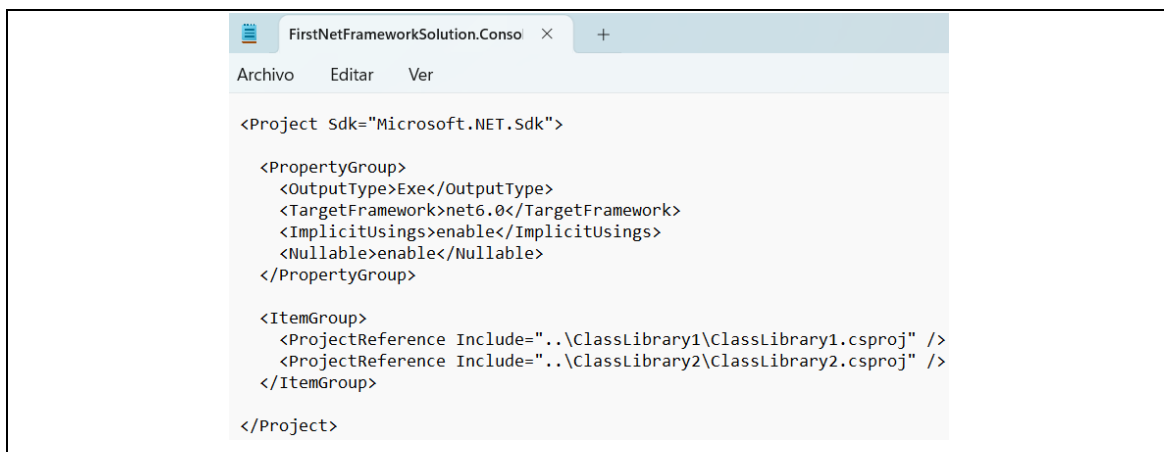 FirstNetFrameworkSolution.Conso
Archivo Editar Ver
<Project Sdk="Microsoft.NET.Sdk">
<PropertyGroup>
<OutputType>Exe</OutputType>
<TargetFramework>net6.0</TargetFramework>
<ImplicitUsings>enable</ImplicitUsings>
<Nullable>enable</Nullable>
</PropertyGroup>
<ItemGroup>
<ProjectReference Include="..\ClassLibrary1\ClassLibrary1.csproj" />
<ProjectReference Include="..\ClassLibrary2\ClassLibrary2.csproj" />
</ItemGroup>
</Project>